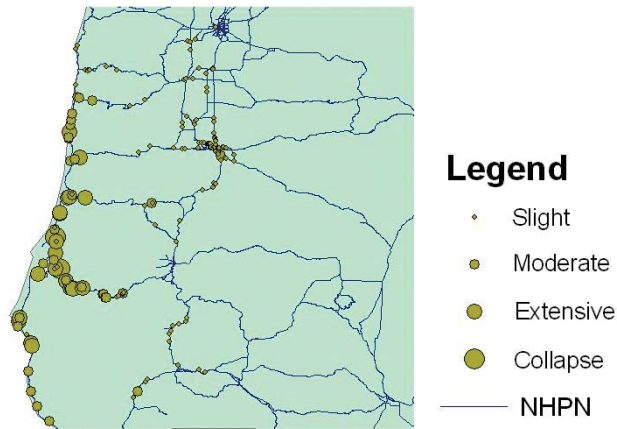 Legend
Slight
Moderate
Extensive
Collapse
NHPN